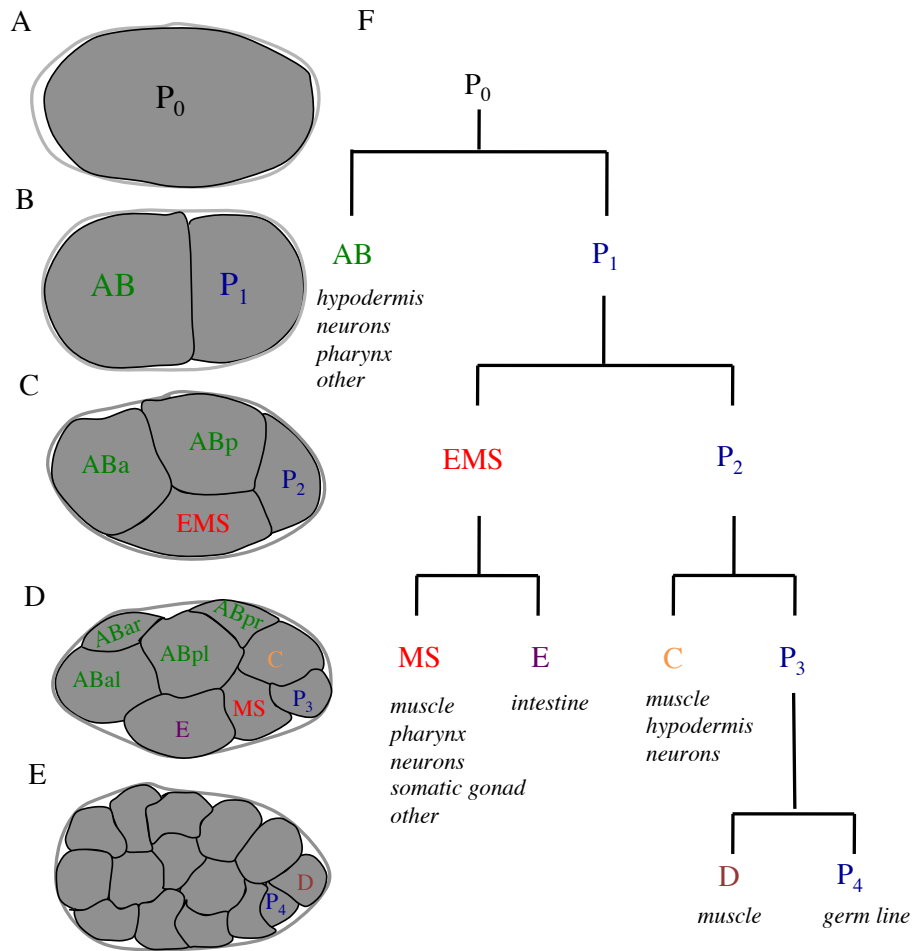 A
P₀
B
AB
P₁
C
ABa
ABp
P₂
EMS
D
ABar
ABpr
ABal
ABpl
C
MS
P₃
E
E
D
P₄
F
P₀
AB
P₁
hypodermis
neurons
pharynx
other
EMS
P₂
MS
E
C
P₃
muscle
pharynx
neurons
somatic gonad
other
intestine
muscle
hypodermis
neurons
D
P₄
muscle
germ line